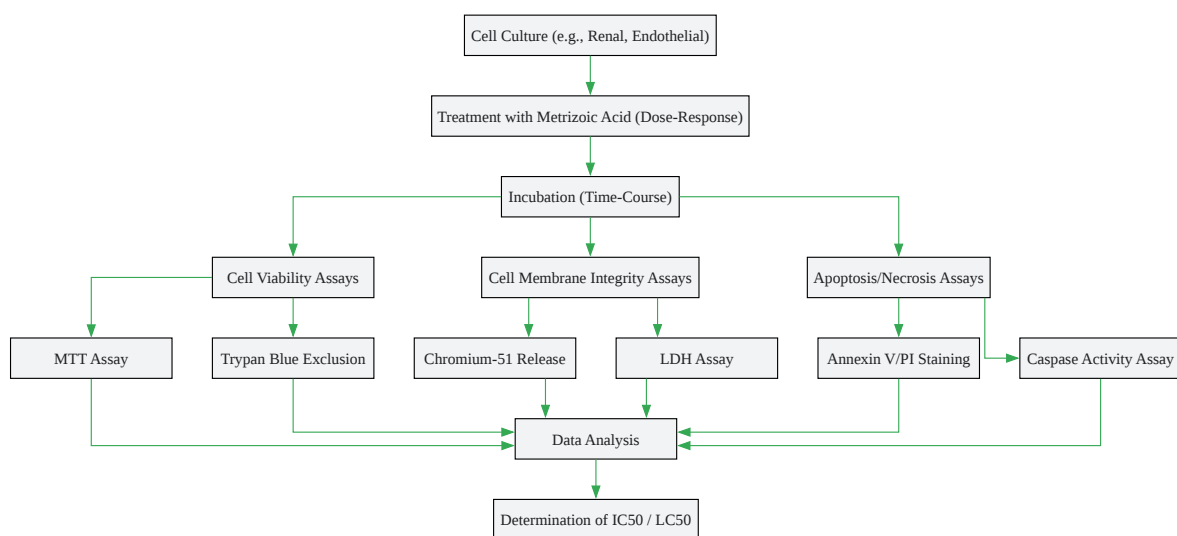 Cell Culture (e.g., Renal, Endothelial)
Treatment with Metrizoic Acid (Dose-Response)
Incubation (Time-Course)
Cell Viability Assays
Cell Membrane Integrity Assays
Apoptosis/Necrosis Assays
MTT Assay
Trypan Blue Exclusion
Chromium-51 Release
LDH Assay
Annexin V/PI Staining
Caspase Activity Assay
Data Analysis
Determination of IC50 / LC50